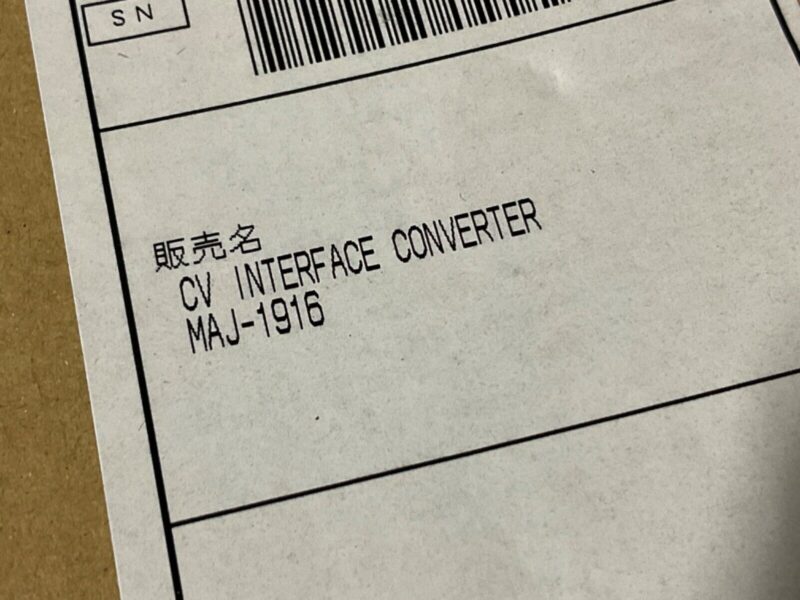 SN
販売名
CV INTERFACE CONVERTER
MAJ-1916